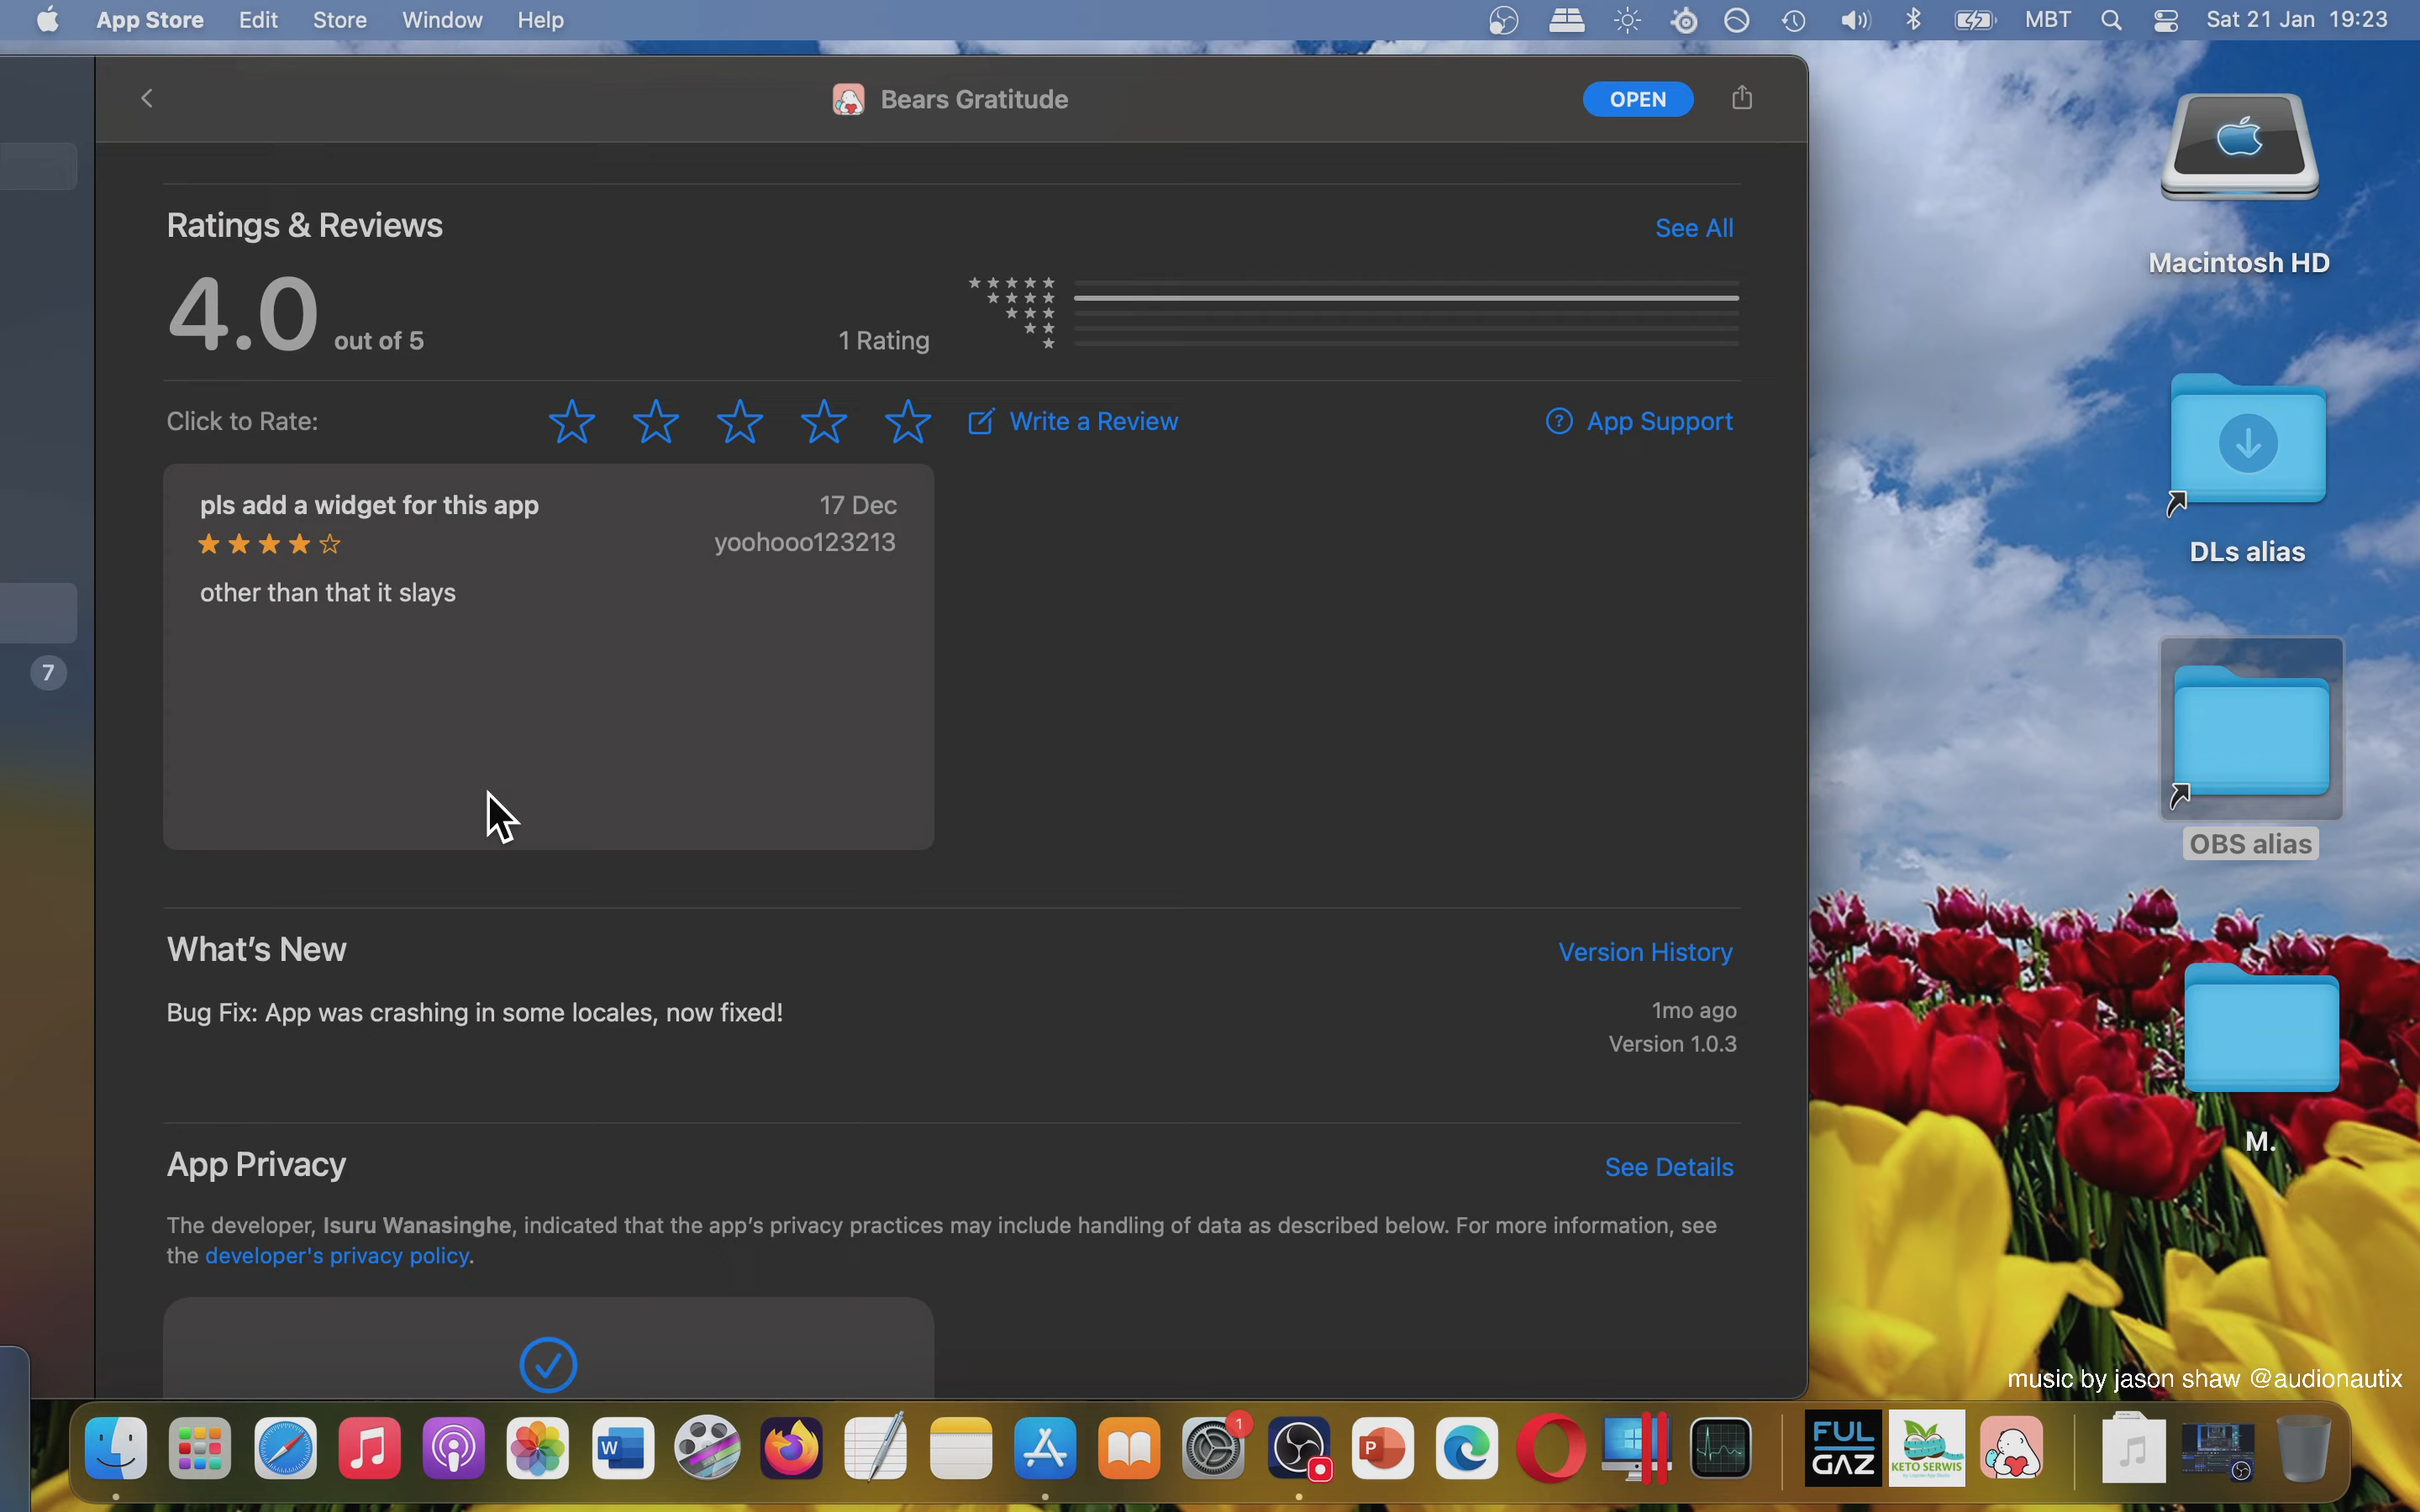 App Store Edit Store Window Help
MBT Sat 21 Jan 19:23
Bears Gratitude
OPEN
Ratings & Reviews
See All
4.0 out of 5
1 Rating
Click to Rate:
Write a Review
? App Support
pls add a widget for this app
17 Dec
yoohooo123213
other than that it slays
7
What's New
Version History
Bug Fix: App was crashing in some locales, now fixed!
1mo ago
Version 1.0.3
App Privacy
See Details
The developer, Isuru Wanasinghe, indicated that the app's privacy practices may include handling of data as described below. For more information, see
the developer's privacy policy.
Macintosh HD
DLs alias
OBS alias
M.
music by jason shaw @audionautix
W
1
P
FUL
GAZ
KETO SERWIS